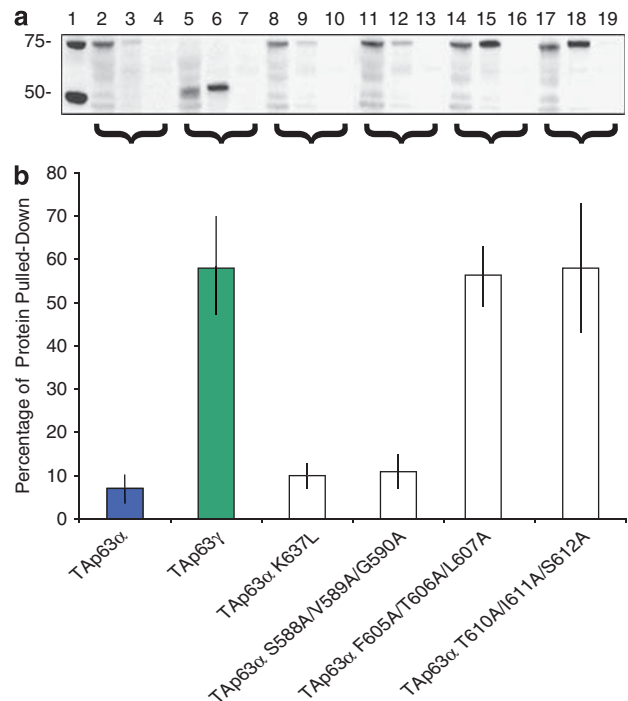 a
1 2 3 4 5 6 7 8 9 10 11 12 13 14 15 16 17 18 19
75-
50-
b
Percentage of Protein Pulled-Down
80
70
60
50
40
30
20
10
0
TAp63α
TAp63γ
TAp63α K637L
TAp63α S588A/V589A/G590A
TAp63α F605A/T606A/L607A
TAp63α T610A/I611A/S612A